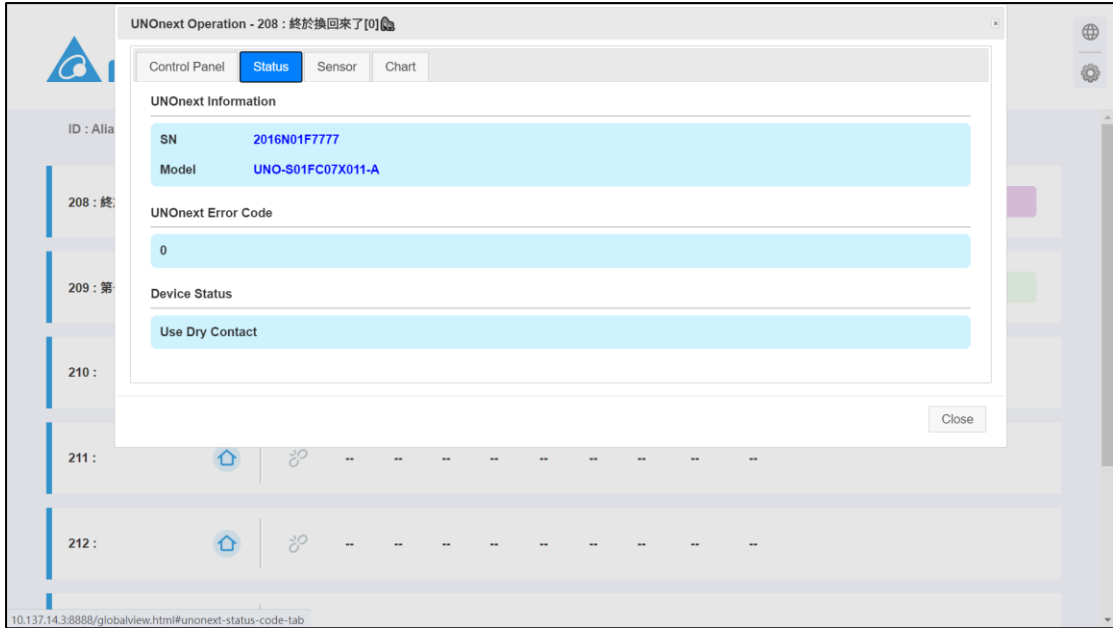 UNOnext Operation - 208 : 終於換回來了[0]
Control Panel Status Sensor Chart
UNOnext Information
ID : Alia
SN 2016N01F7777
Model UNO-S01FC07X011-A
208 : 終
UNOnext Error Code
0
209 : 第
Device Status
Use Dry Contact
210 :
Close
211 : -- -- -- -- -- -- -- -- --
212 : -- -- -- -- -- -- -- -- --
10.137.14.3:8888/globalview.html#unonext-status-code-tab